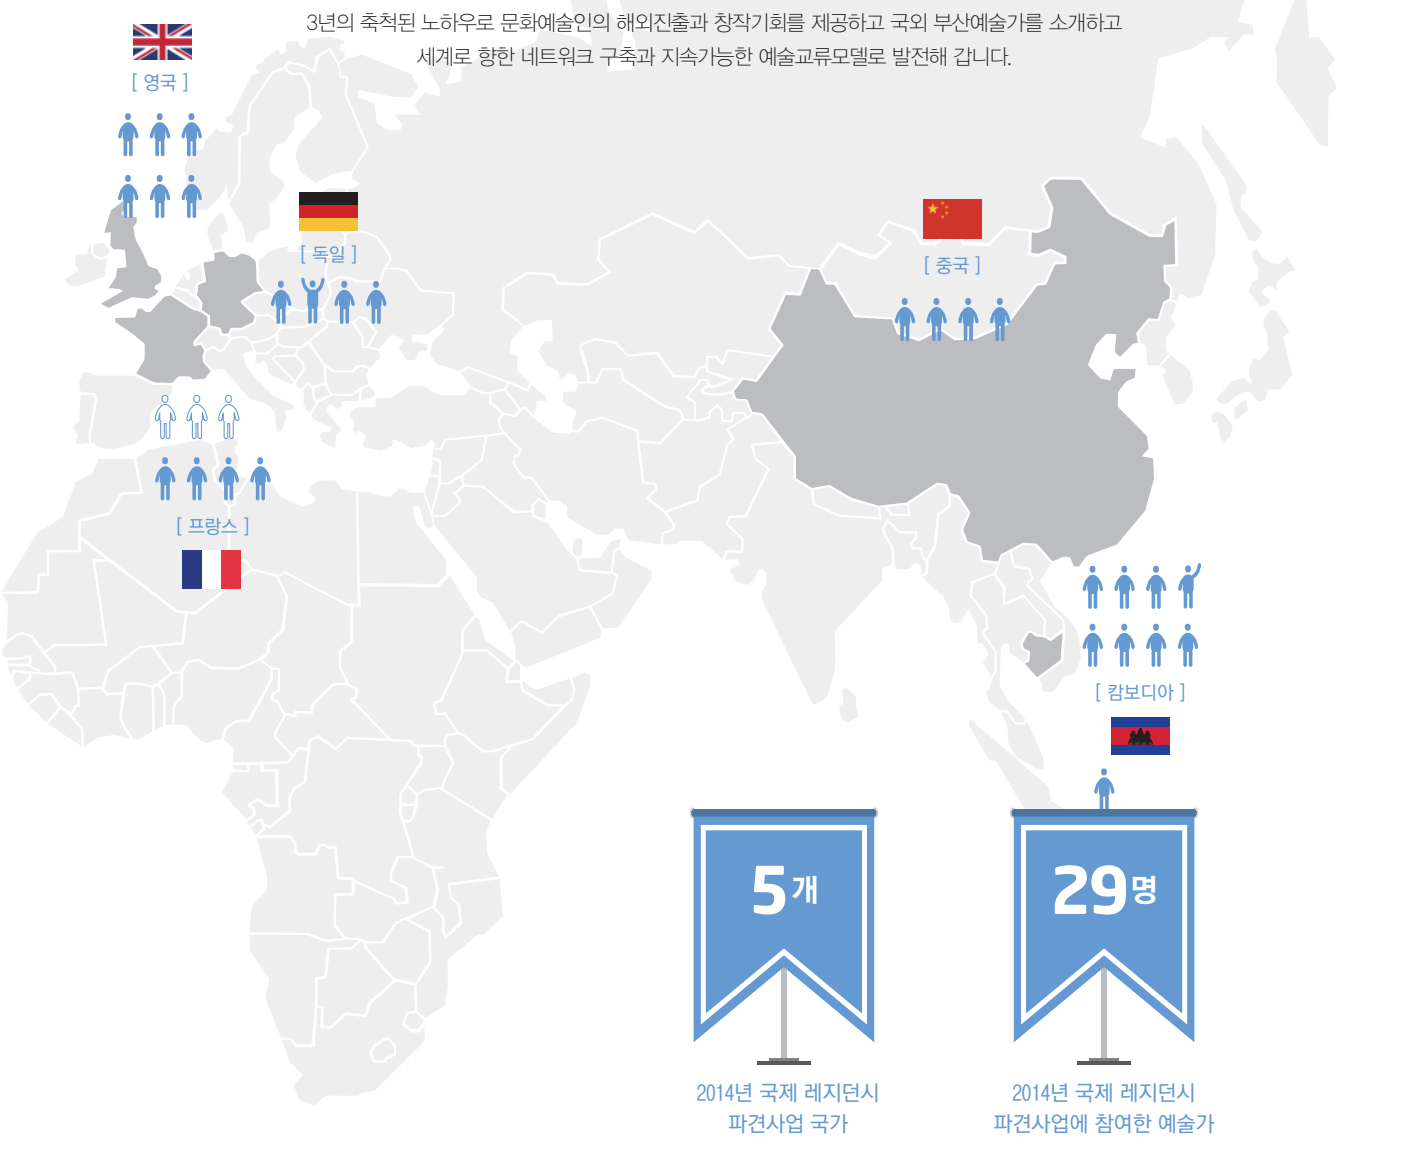 3년의 축척된 노하우로 문화예술인의 해외진출과 창작기회를 제공하고 국외 부산예술가를 소개하고
세계로 향한 네트워크 구축과 지속가능한 예술교류모델로 발전해 갑니다.
[ 영국 ]
[ 독일 ]
[ 중국 ]
[ 프랑스 ]
[ 캄보디아 ]
5개
29명
2014년 국제 레지던시
파견사업 국가
2014년 국제 레지던시
파견사업에 참여한 예술가